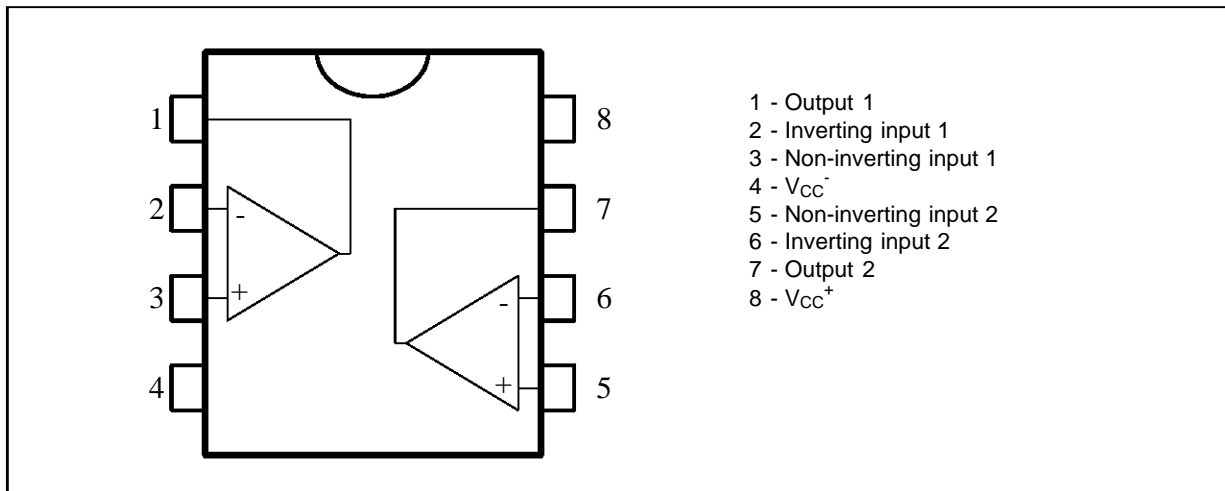 1
2
3
4
8
7
6
5
-
+
-
+
1 - Output 1
2 - Inverting input 1
3 - Non-inverting input 1
4 - VCC-
5 - Non-inverting input 2
6 - Inverting input 2
7 - Output 2
8 - VCC+